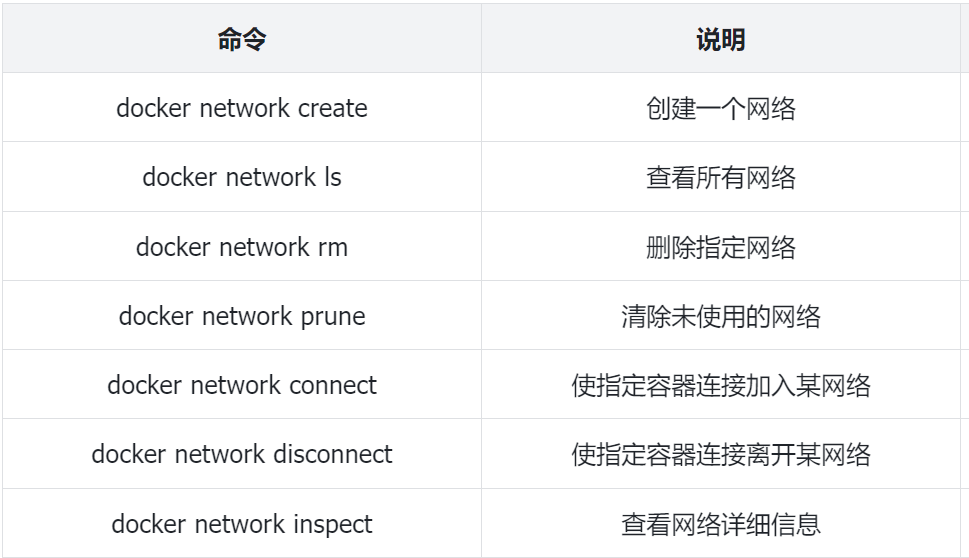 命令 说明
docker network create 创建一个网络
docker network ls 查看所有网络
docker network rm 删除指定网络
docker network prune 清除未使用的网络
docker network connect 使指定容器连接加入某网络
docker network disconnect 使指定容器连接离开某网络
docker network inspect 查看网络详细信息